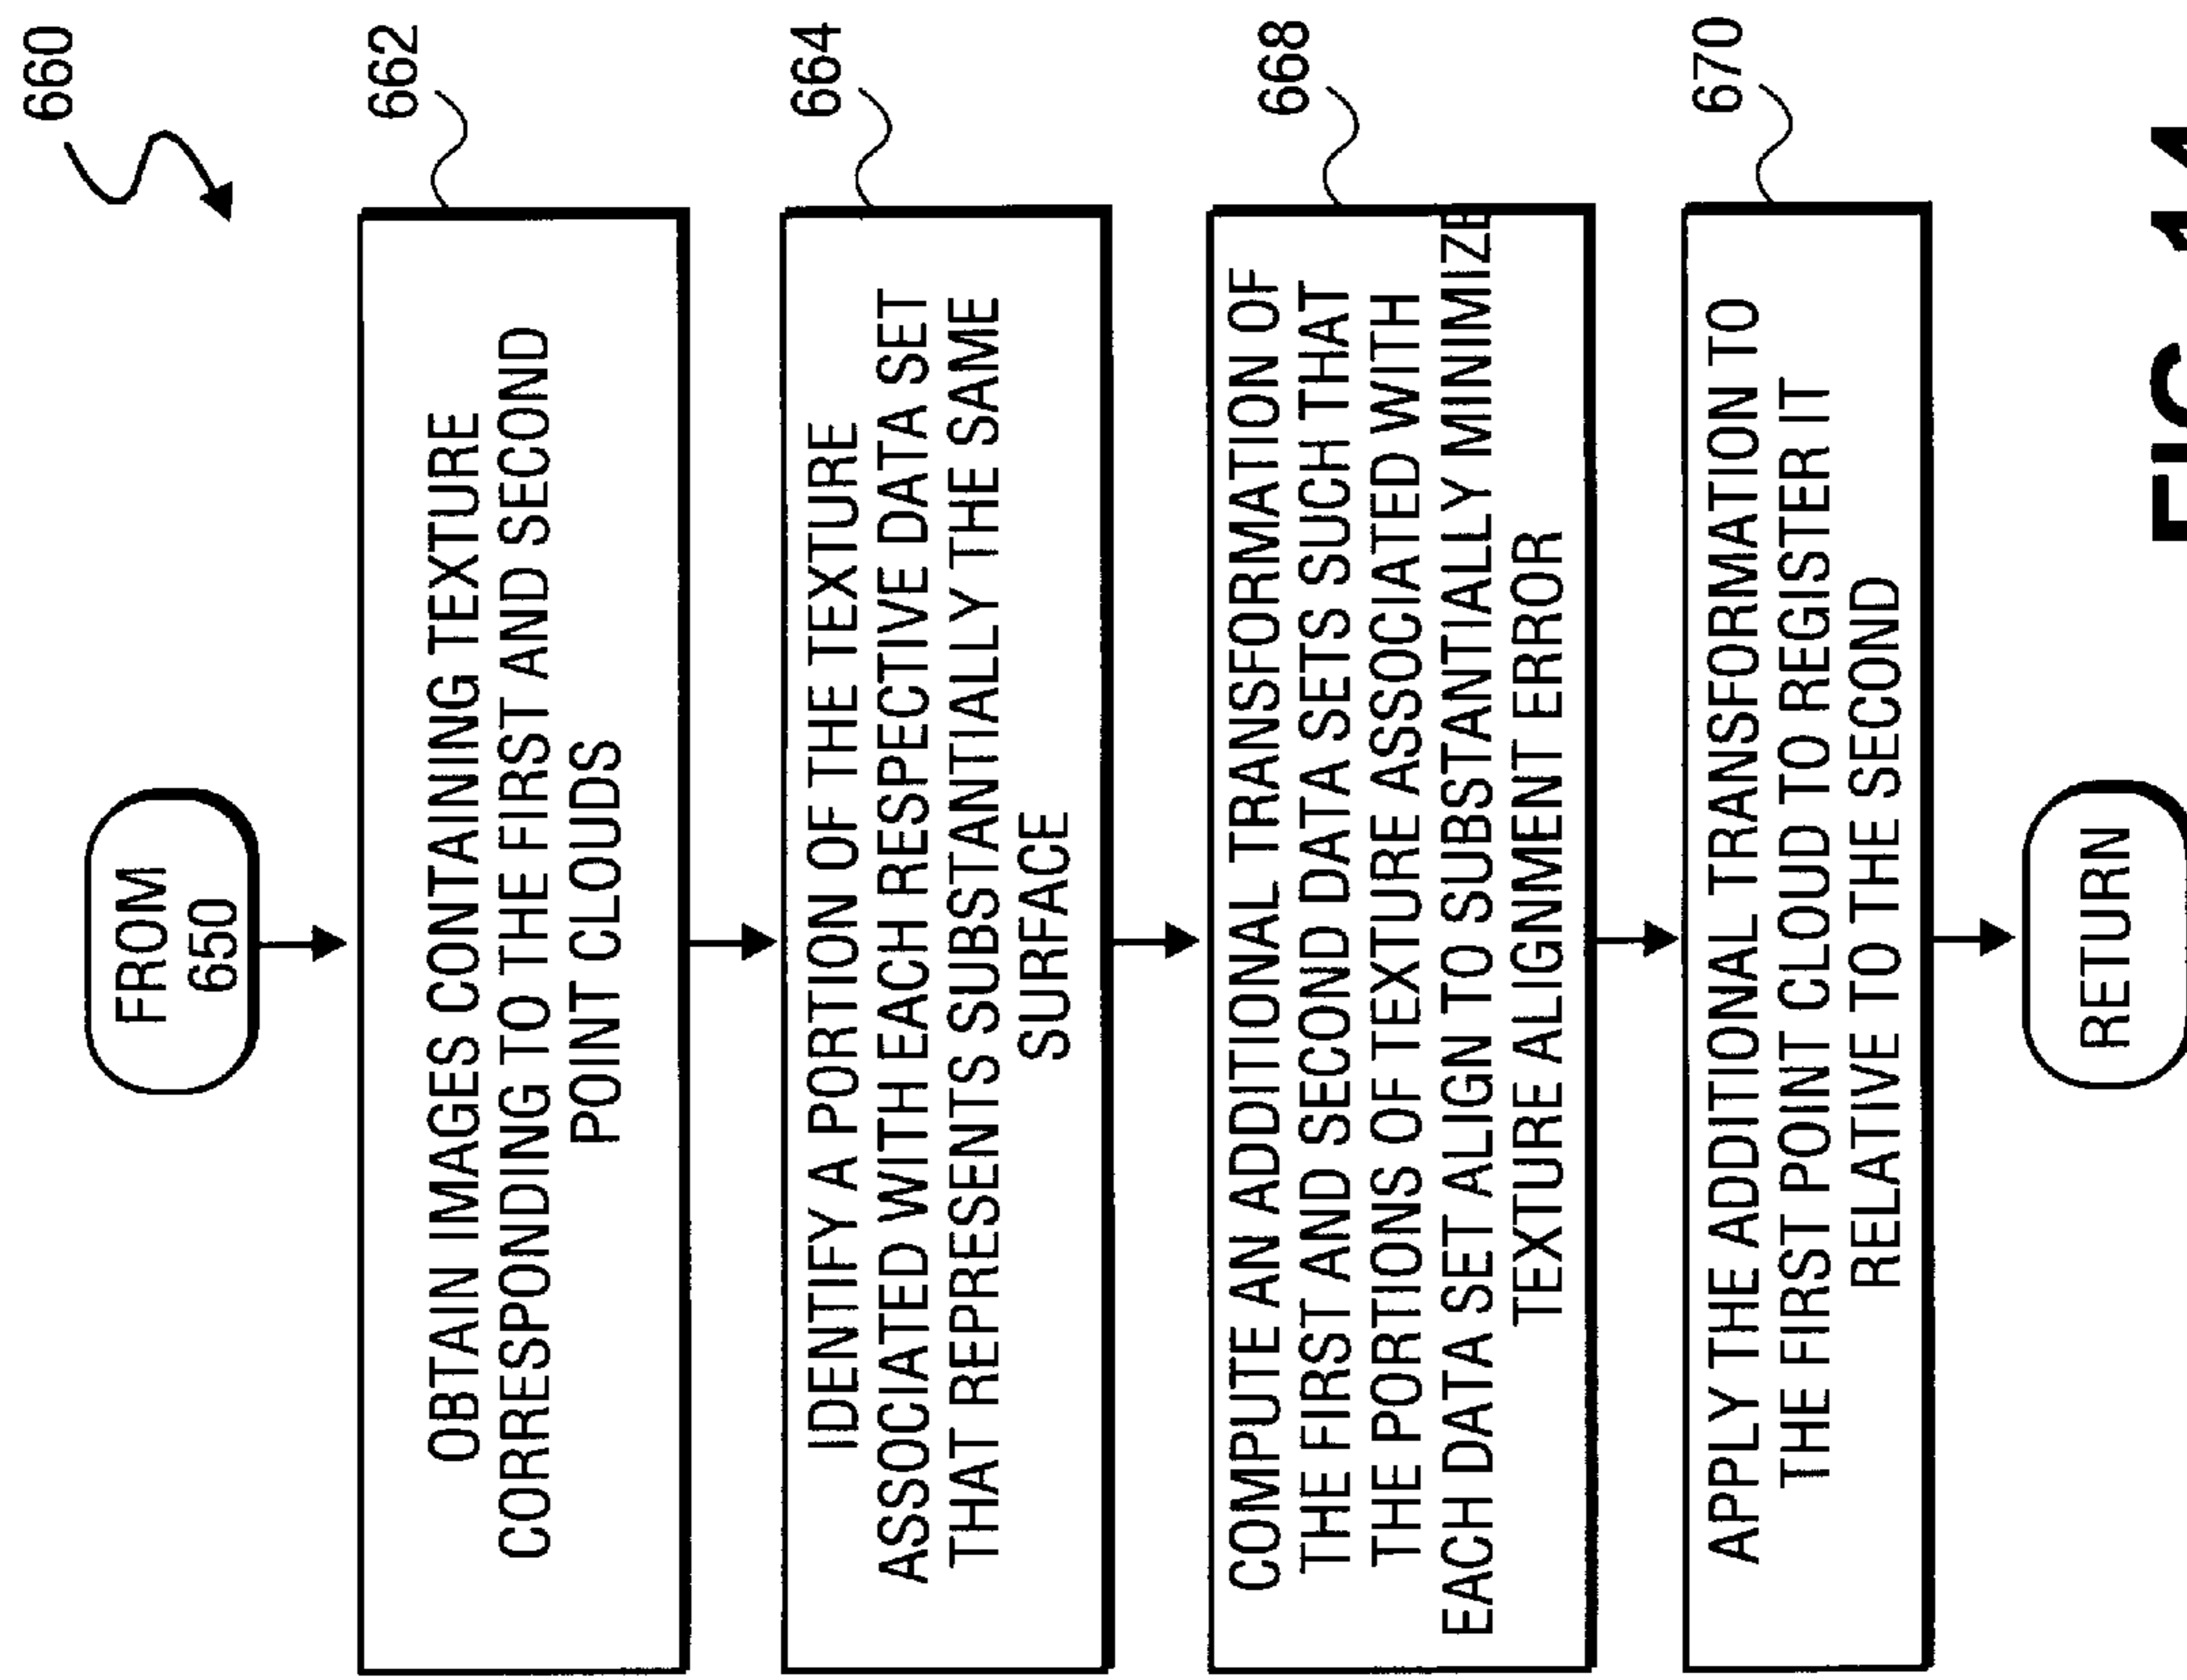 660
FROM
650
662
OBTAIN IMAGES CONTAINING TEXTURE
CORRESPONDING TO THE FIRST AND SECOND
POINT CLOUDS
664
IDENTIFY A PORTION OF THE TEXTURE
ASSOCIATED WITH EACH RESPECTIVE DATA SET
THAT REPRESENTS SUBSTANTIALLY THE SAME
SURFACE
668
COMPUTE AN ADDITIONAL TRANSFORMATION OF
THE FIRST AND SECOND DATA SETS SUCH THAT
THE PORTIONS OF TEXTURE ASSOCIATED WITH
EACH DATA SET ALIGN TO SUBSTANTIALLY MINIMIZE
TEXTURE ALIGNMENT ERROR
670
APPLY THE ADDITIONAL TRANSFORMATION TO
THE FIRST POINT CLOUD TO REGISTER IT
RELATIVE TO THE SECOND
RETURN
FIG.